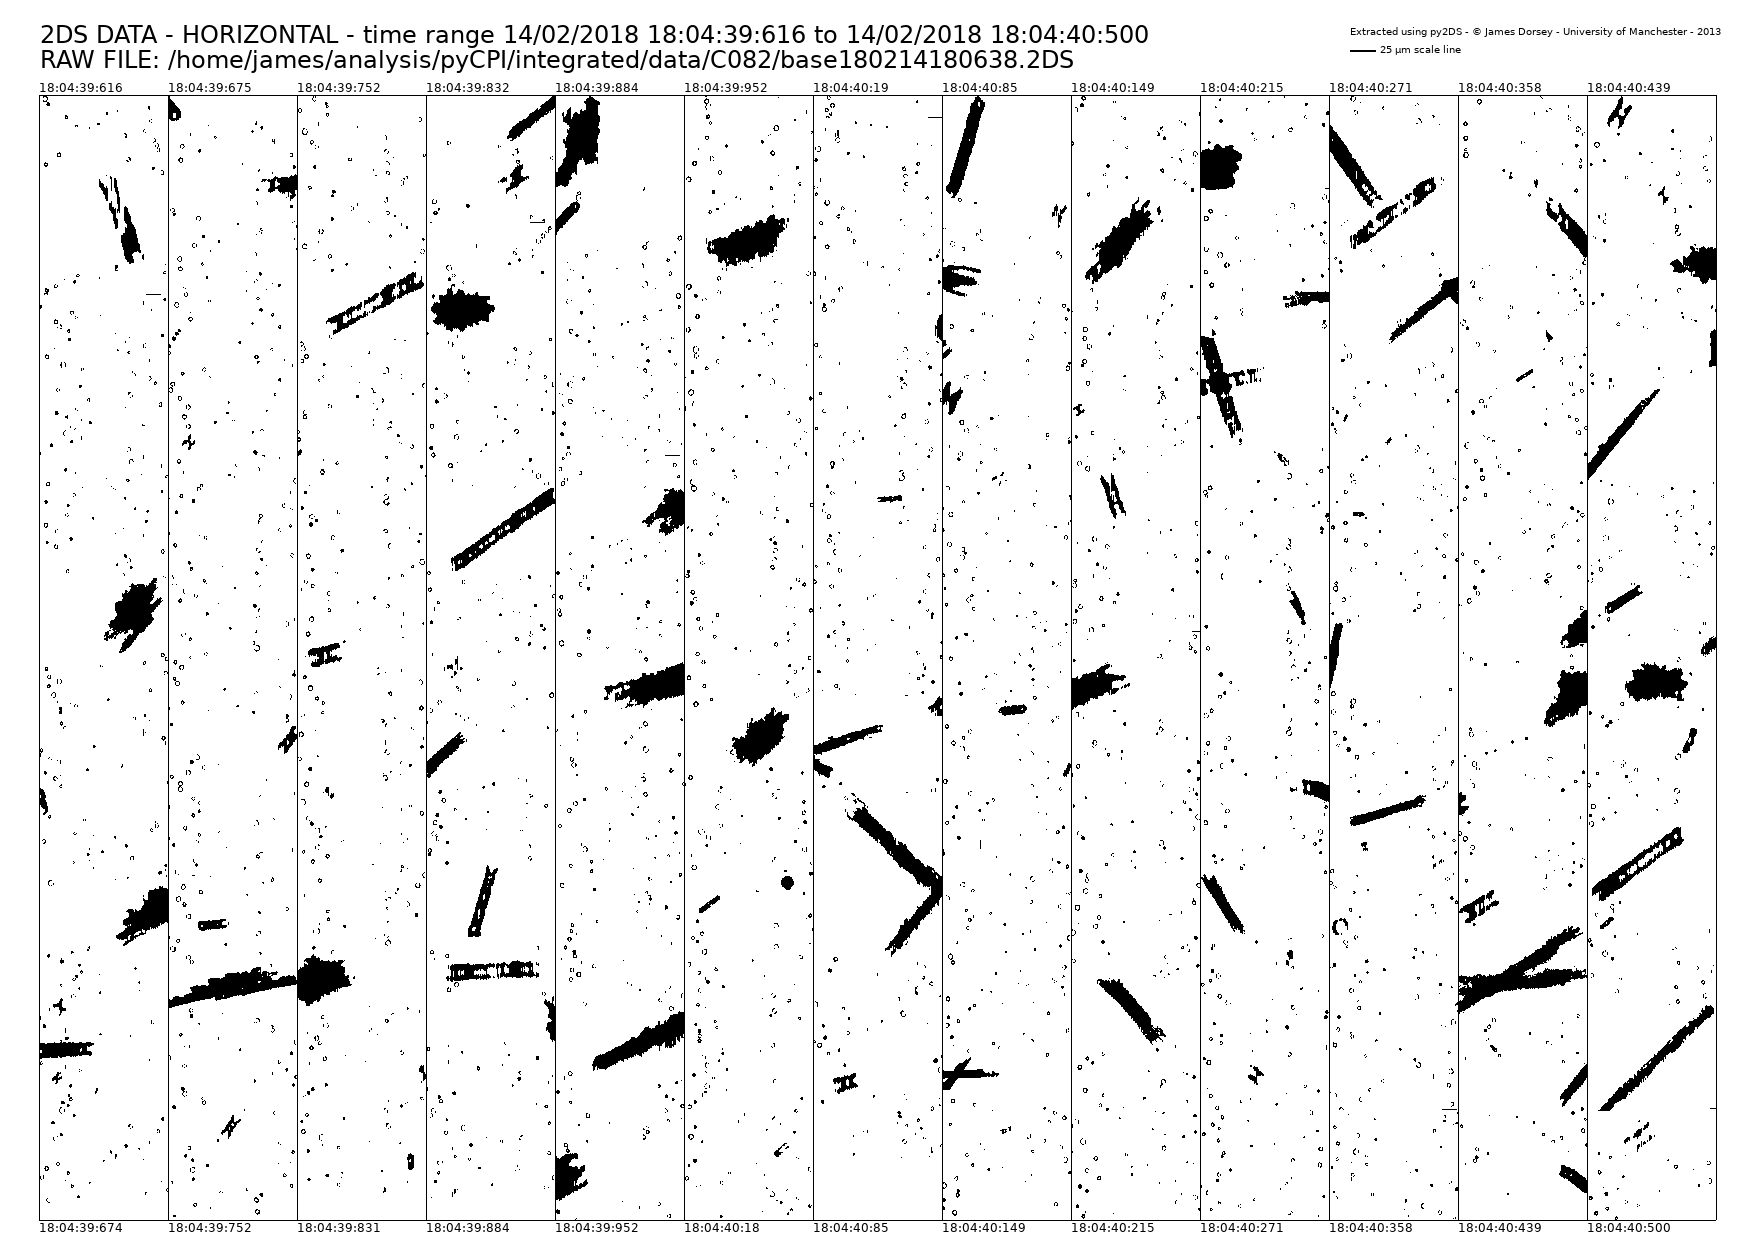 2DS DATA - HORIZONTAL - time range 14/02/2018 18:04:39:616 to 14/02/2018 18:04:40:500
RAW FILE: /home/james/analysis/pyCPI/integrated/data/C082/base180214180638.2DS
Extracted using py2DS - © James Dorsey - University of Manchester - 2013
25 µm scale line
18:04:39:616 18:04:39:675 18:04:39:752 18:04:39:832 18:04:39:884 18:04:39:952 18:04:40:19 18:04:40:85 18:04:40:149 18:04:40:215 18:04:40:271 18:04:40:358 18:04:40:439
18:04:39:674 18:04:39:752 18:04:39:831 18:04:39:884 18:04:39:952 18:04:40:18 18:04:40:85 18:04:40:149 18:04:40:215 18:04:40:271 18:04:40:358 18:04:40:439 18:04:40:500